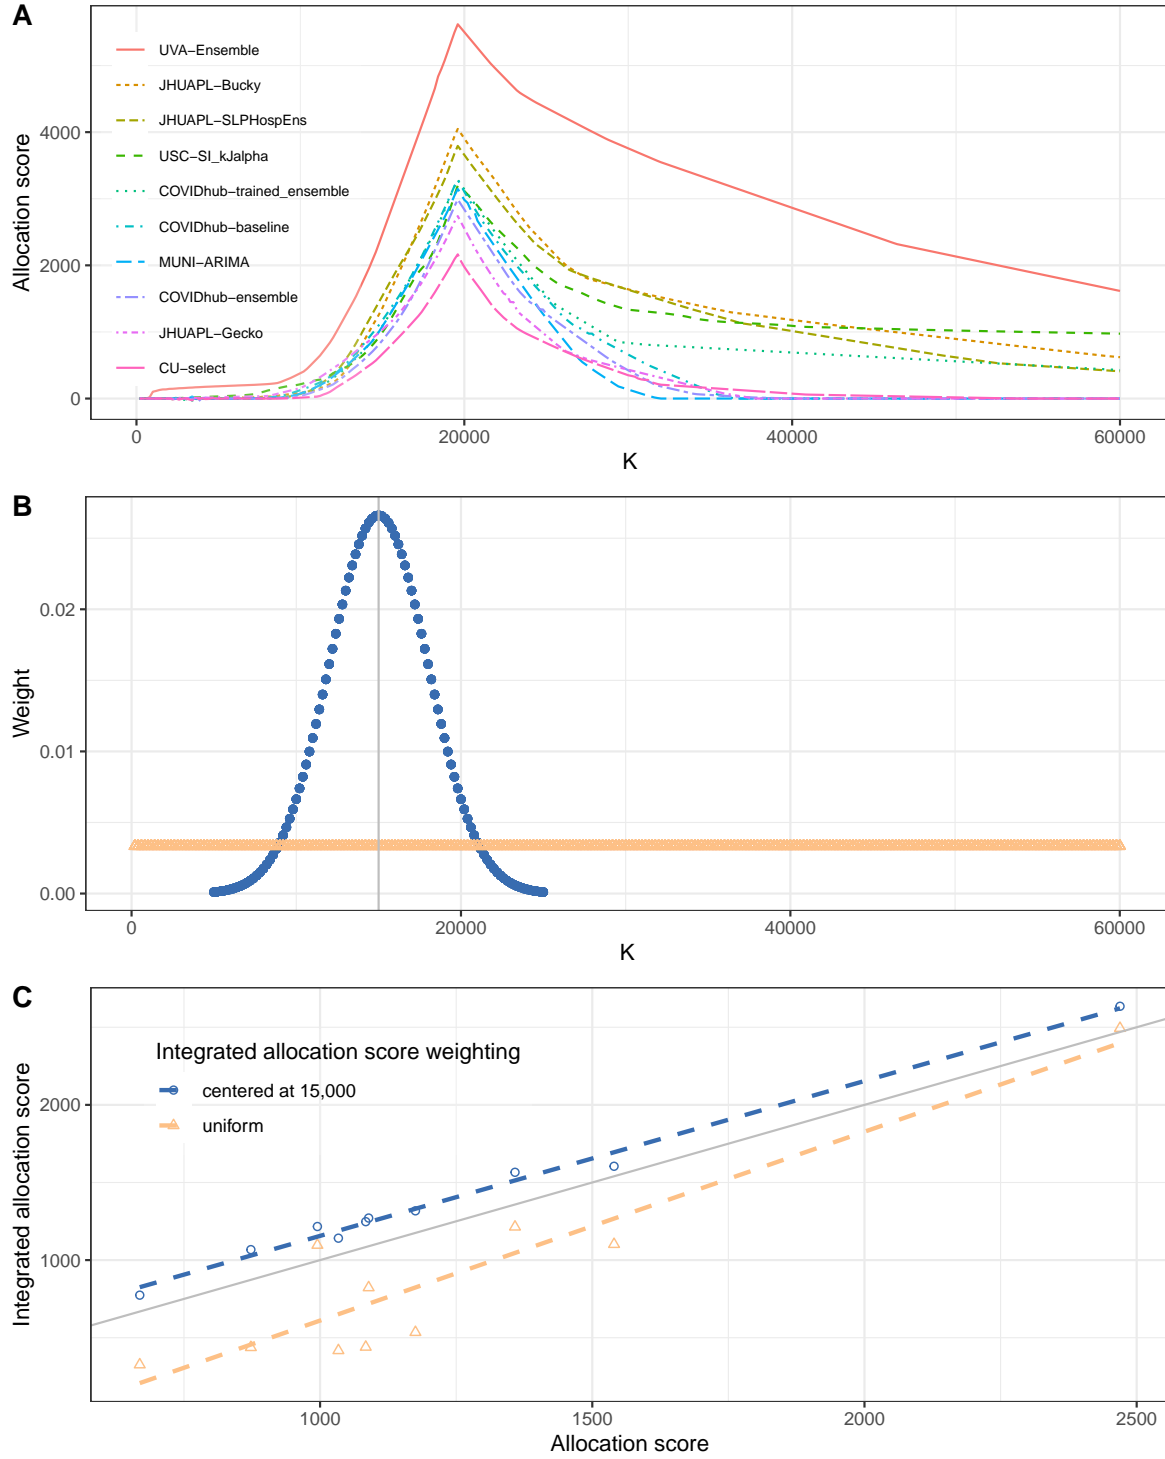 A
Allocation score
4000
2000
0
UVA−Ensemble
JHUAPL−Bucky
JHUAPL−SLPHospEns
USC−SI_kJalpha
COVIDhub−trained_ensemble
COVIDhub−baseline
MUNI−ARIMA
COVIDhub−ensemble
JHUAPL−Gecko
CU−select
0 20000 40000 60000
K
B
Weight
0.02
0.01
0.00
0 20000 40000 60000
K
C
Integrated allocation score
2000
1000
Integrated allocation score weighting
centered at 15,000
uniform
1000 1500 2000 2500
Allocation score